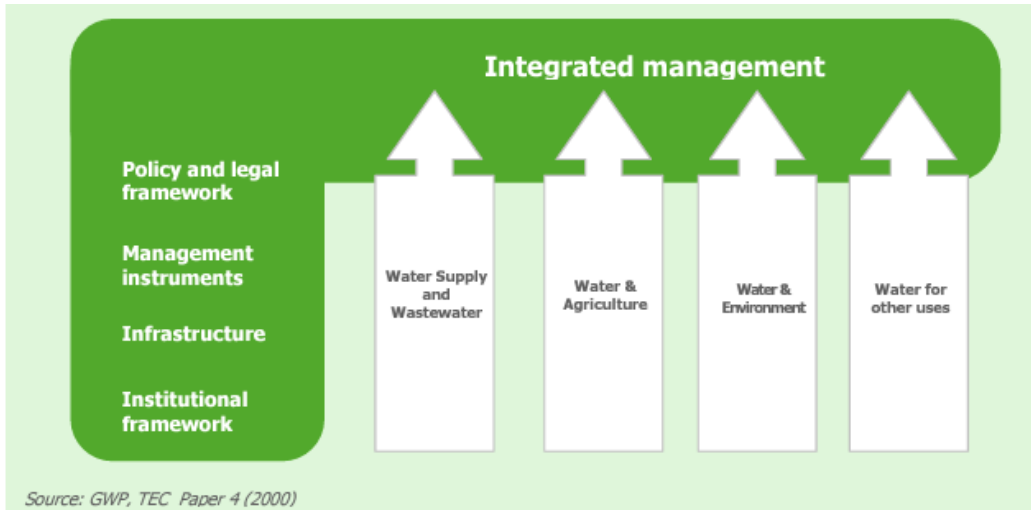 Integrated management
Policy and legal
framework
Management
instruments
Infrastructure
Institutional
framework
Water Supply
and
Wastewater
Water &
Agriculture
Water &
Environment
Water for
other uses
Source: GWP, TEC Paper 4 (2000)